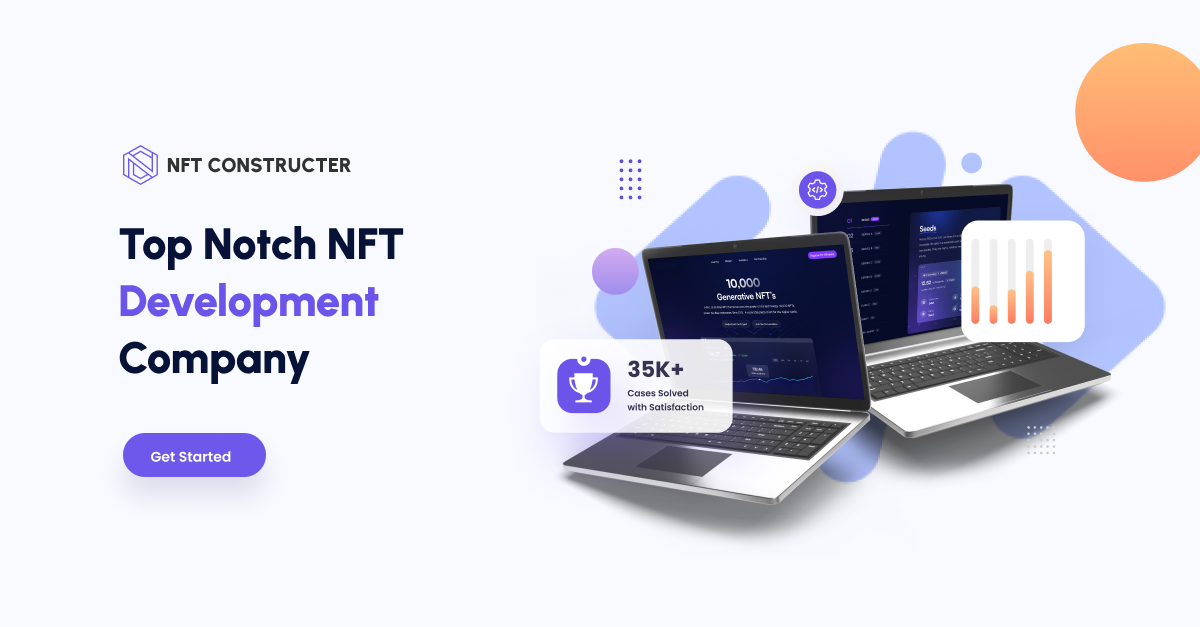 NFT CONSTRUCTER
Top Notch NFT
Development
Company
Get Started
35K+
Cases Solved
with Satisfaction
10,000
Generative NFT's
Seeds